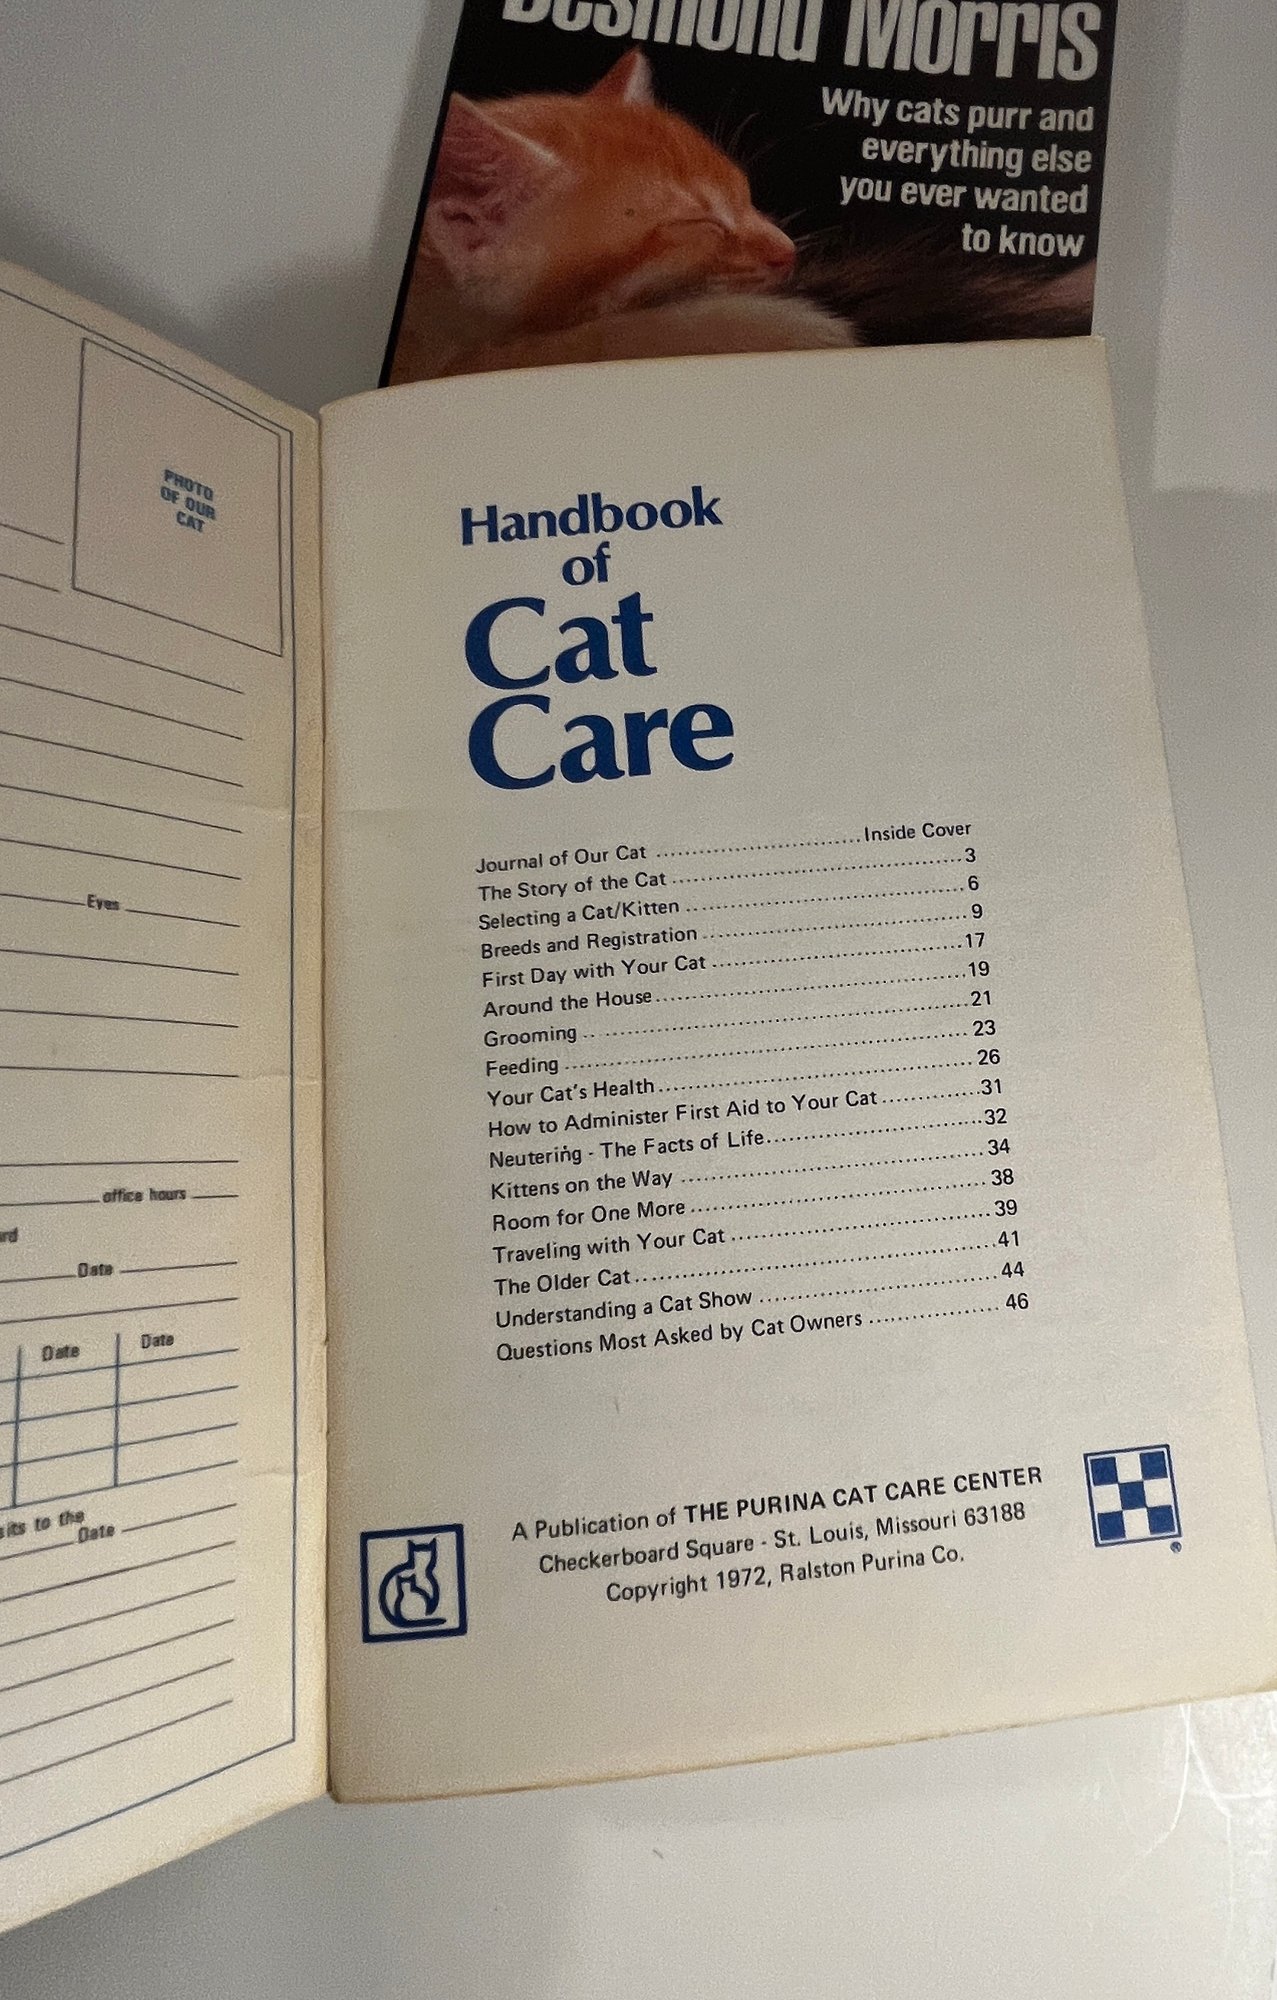 Desmond Morris
Why cats purr and
everything else
you ever wanted
to know
PHOTO
OF OUR
CAT
Eyes
office hours
Date
Date
Date
to the
Date
Handbook
of
Cat
Care
Journal of Our Cat ............................ Inside Cover
The Story of the Cat ............................ 3
Selecting a Cat/Kitten ............................ 6
Breeds and Registration ............................ 9
First Day with Your Cat ............................ 17
Around the House ............................ 19
Grooming ............................ 21
Feeding ............................ 23
Your Cat's Health ............................ 26
How to Administer First Aid to Your Cat .............. 31
Neutering - The Facts of Life ............................ 32
Kittens on the Way ............................ 34
Room for One More ............................ 38
Traveling with Your Cat ............................ 39
The Older Cat ............................ 41
Understanding a Cat Show ............................ 44
Questions Most Asked by Cat Owners ................... 46
A Publication of THE PURINA CAT CARE CENTER
Checkerboard Square - St. Louis, Missouri 63188
Copyright 1972, Ralston Purina Co.
®